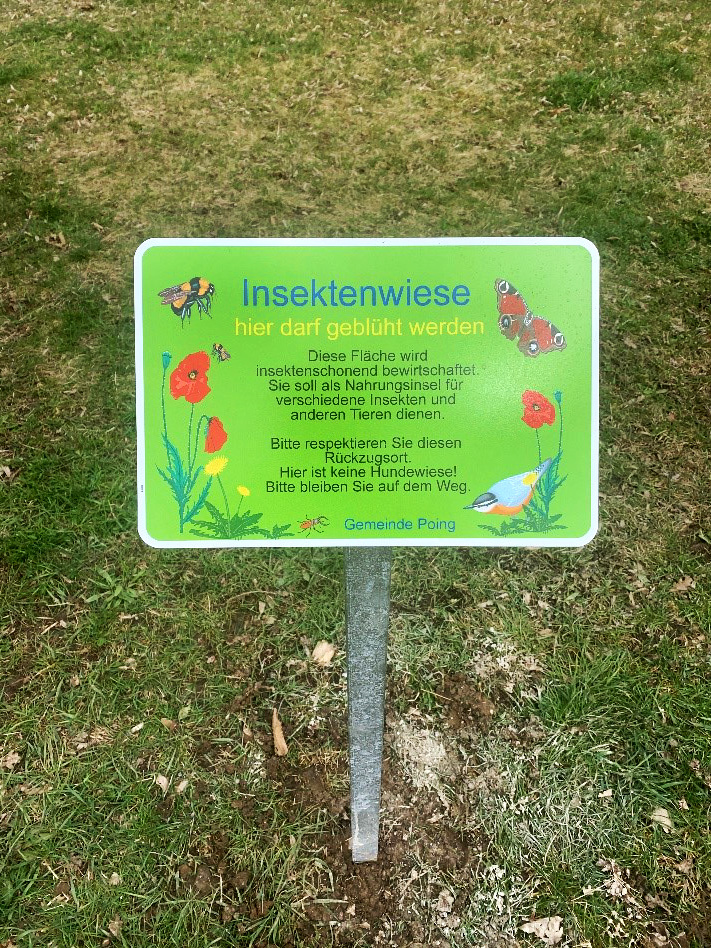 Insektenwiese
hier darf geblüht werden
Diese Fläche wird
insektenschonend bewirtschaftet.
Sie soll als Nahrungsinsel für
verschiedene Insekten und
anderen Tieren dienen.
Bitte respektieren Sie diesen
Rückzugsort.
Hier ist keine Hundewiese!
Bitte bleiben Sie auf dem Weg.
Gemeinde Poing